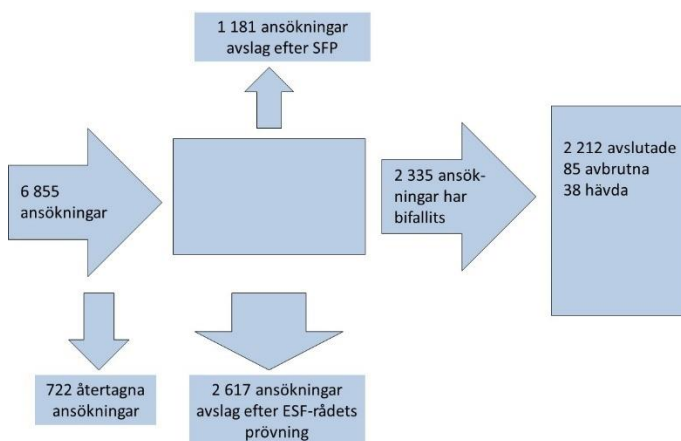 1 181 ansökningar
avslag efter SFP
6 855
ansökningar
2 335 ansök-
ningar har
bifallits
2 212 avslutade
85 avbrutna
38 hävda
722 återtagna
ansökningar
2 617 ansökningar
avslag efter ESF-rådets
prövning